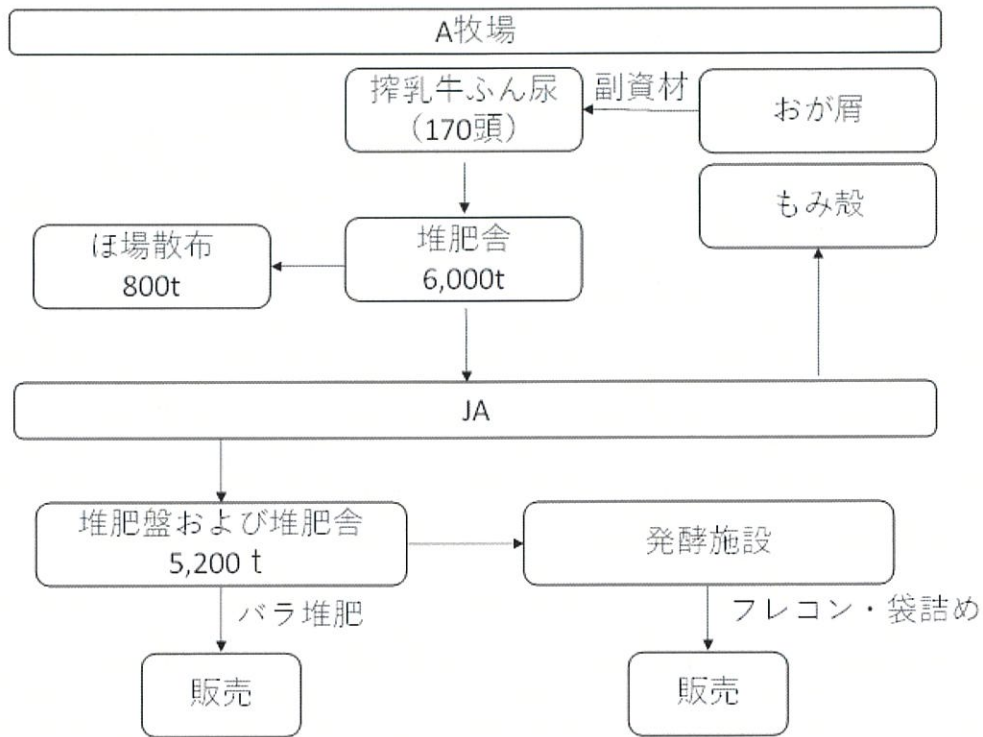 A牧場
搾乳牛ふん尿
(170頭)
副資材
おが屑
もみ殻
ほ場散布
800t
堆肥舎
6,000t
JA
堆肥盤および堆肥舎
5,200 t
発酵施設
バラ堆肥
フレコン・袋詰め
販売
販売